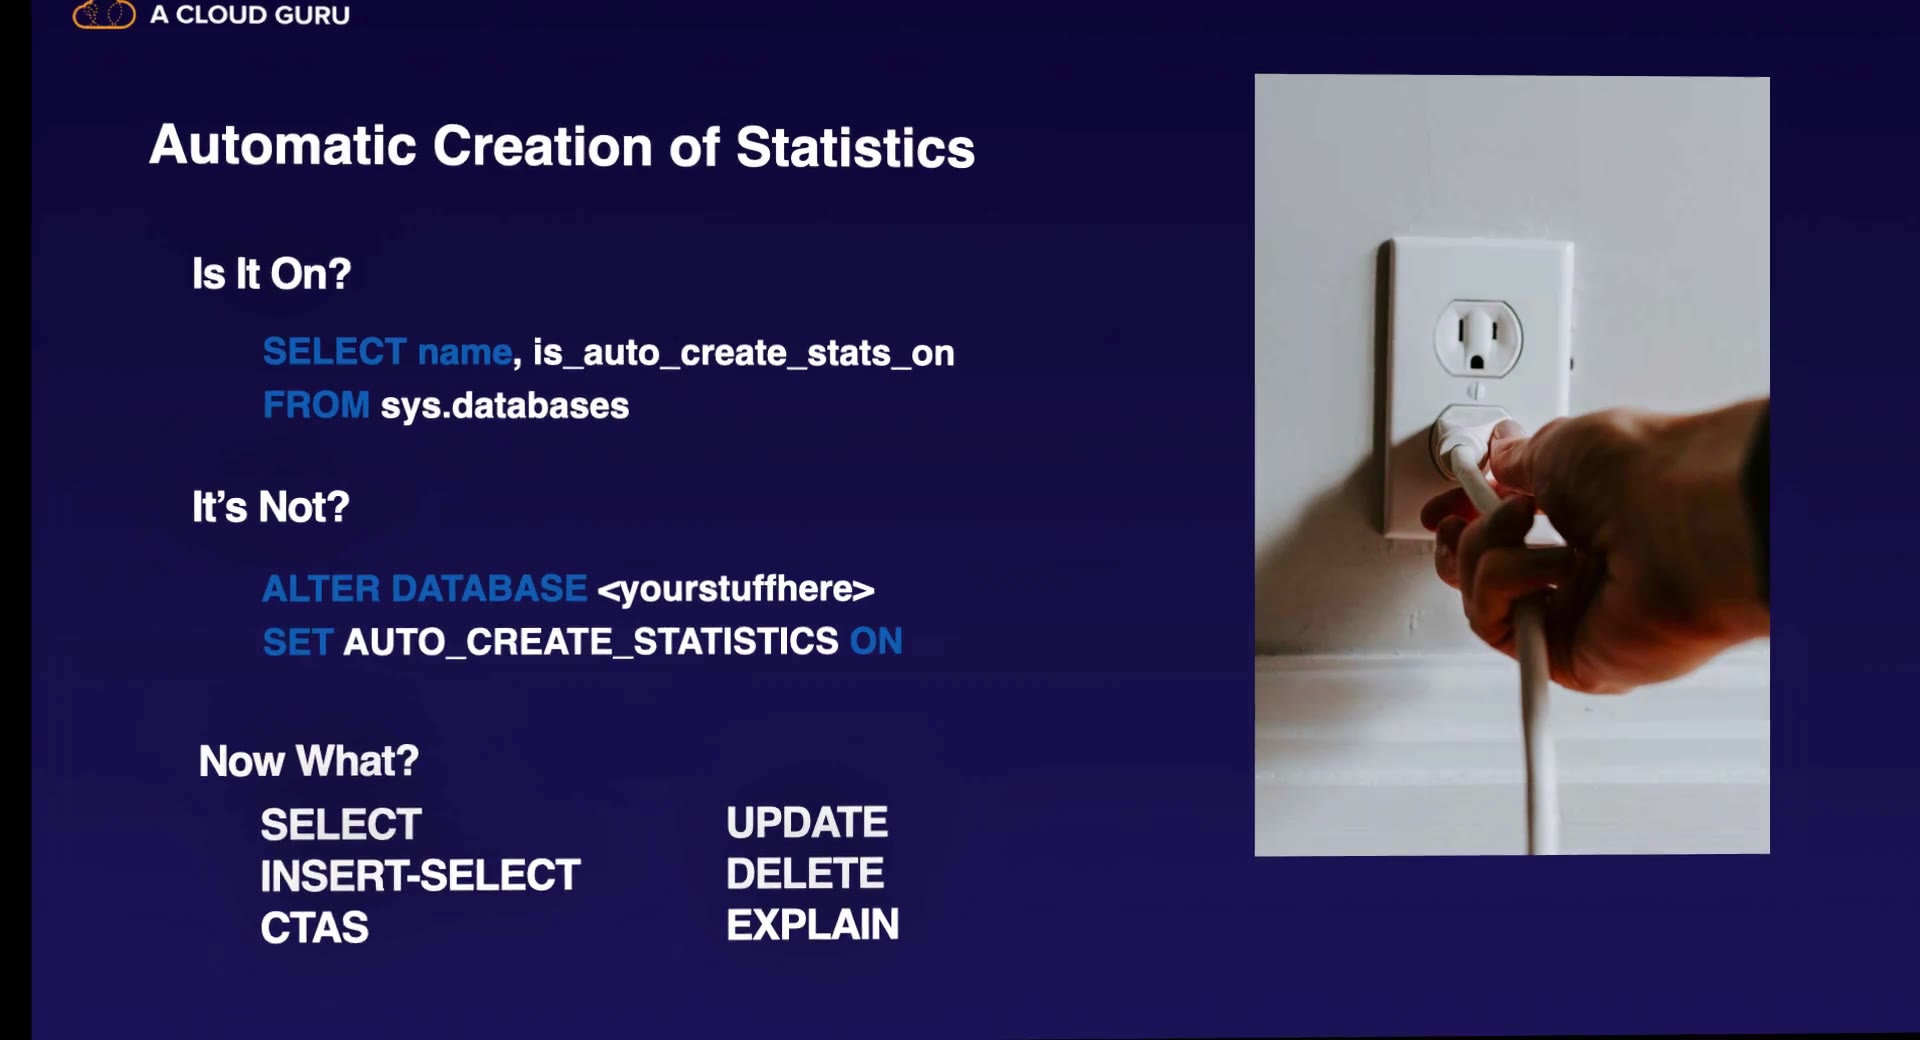 A CLOUD GURU
Automatic Creation of Statistics
Is It On?
SELECT name, is_auto_create_stats_on
FROM sys.databases
It’s Not?
ALTER DATABASE <yourstuffhere>
SET AUTO_CREATE_STATISTICS ON
Now What?
SELECT
INSERT-SELECT
CTAS
UPDATE
DELETE
EXPLAIN